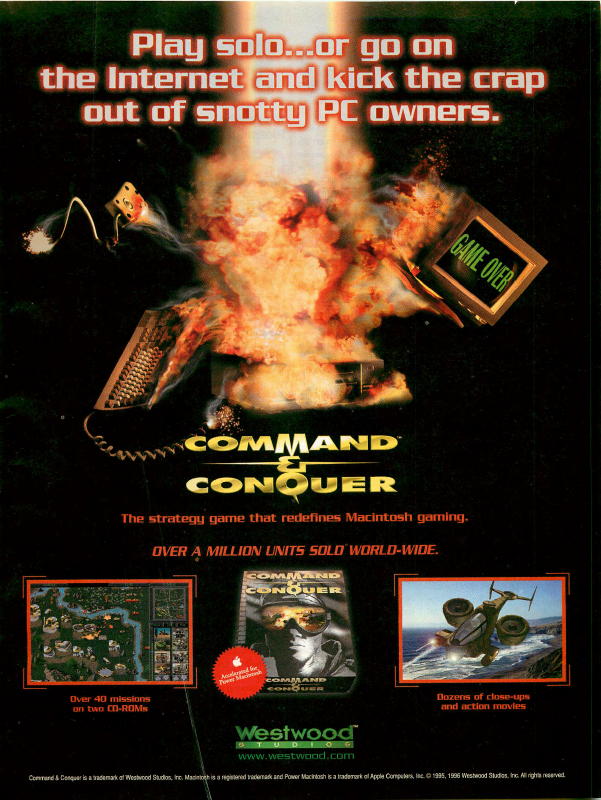 Play solo...or go on
the Internet and kick the crap
out of snotty PC owners.
GAME OVER
COMMAND
&
CONQUER
The strategy game that redefines Macintosh gaming.
OVER A MILLION UNITS SOLD WORLD-WIDE.
COMMAND
&
CONQUER
Accelerated for
Power Macintosh
COMMAND
&
CONQUER
Over 40 missions
on two CD-ROMs
Dozens of close-ups
and action movies
Westwood™
STUDIOS
www.westwood.com
Command & Conquer is a trademark of Westwood Studios, Inc. Macintosh is a registered trademark and Power Macintosh is a trademark of Apple Computers, Inc. © 1995, 1996 Westwood Studios, Inc. All rights reserved.